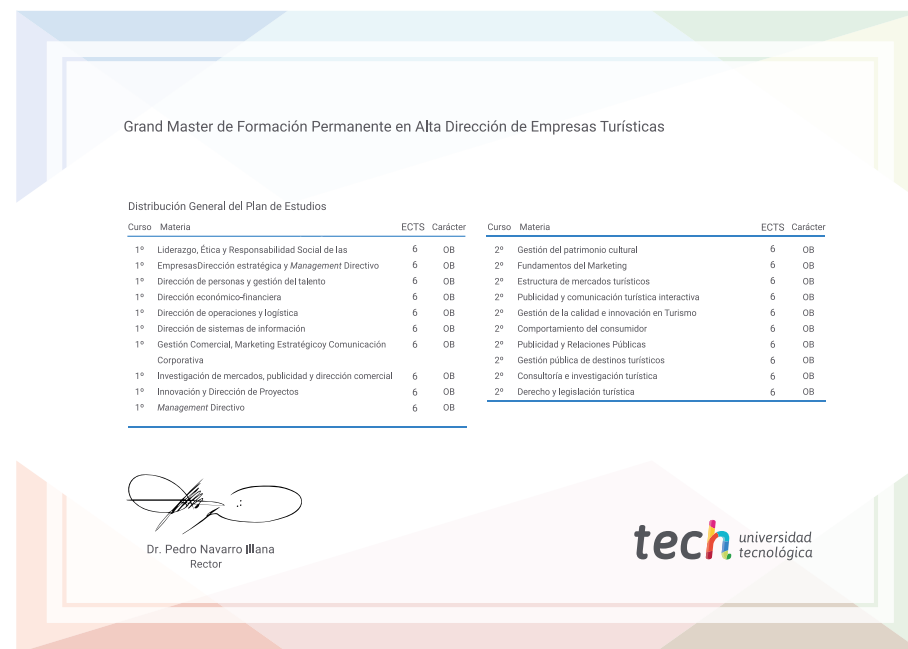 Grand Master de Formación Permanente en Alta Dirección de Empresas Turísticas
Distribución General del Plan de Estudios
Curso Materia ECTS Carácter
1º Liderazgo, Ética y Responsabilidad Social de las 6 OB
1º EmpresasDirección estratégica y Management Directivo 6 OB
1º Dirección de personas y gestión del talento 6 OB
1º Dirección económico-financiera 6 OB
1º Dirección de operaciones y logística 6 OB
1º Dirección de sistemas de información 6 OB
1º Gestión Comercial, Marketing Estratégicoy Comunicación 6 OB
Corporativa
1º Investigación de mercados, publicidad y dirección comercial 6 OB
1º Innovación y Dirección de Proyectos 6 OB
1º Management Directivo 6 OB
Curso Materia ECTS Carácter
2º Gestión del patrimonio cultural 6 OB
2º Fundamentos del Marketing 6 OB
2º Estructura de mercados turísticos 6 OB
2º Publicidad y comunicación turística interactiva 6 OB
2º Gestión de la calidad e innovación en Turismo 6 OB
2º Comportamiento del consumidor 6 OB
2º Publicidad y Relaciones Públicas 6 OB
2º Gestión pública de destinos turísticos 6 OB
2º Consultoría e investigación turística 6 OB
2º Derecho y legislación turística 6 OB
Dr. Pedro Navarro Illana
Rector
tech universidad
tecnológica